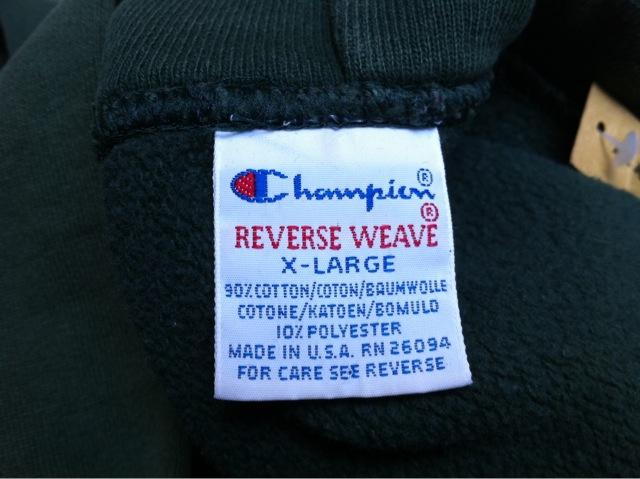 Champion®
REVERSE WEAVE®
X-LARGE
90% COTTON/COTON/BAUMWOLLE
COTONE/KATOEN/BOMULD
10% POLYESTER
MADE IN U.S.A. RN 26094
FOR CARE SEE REVERSE